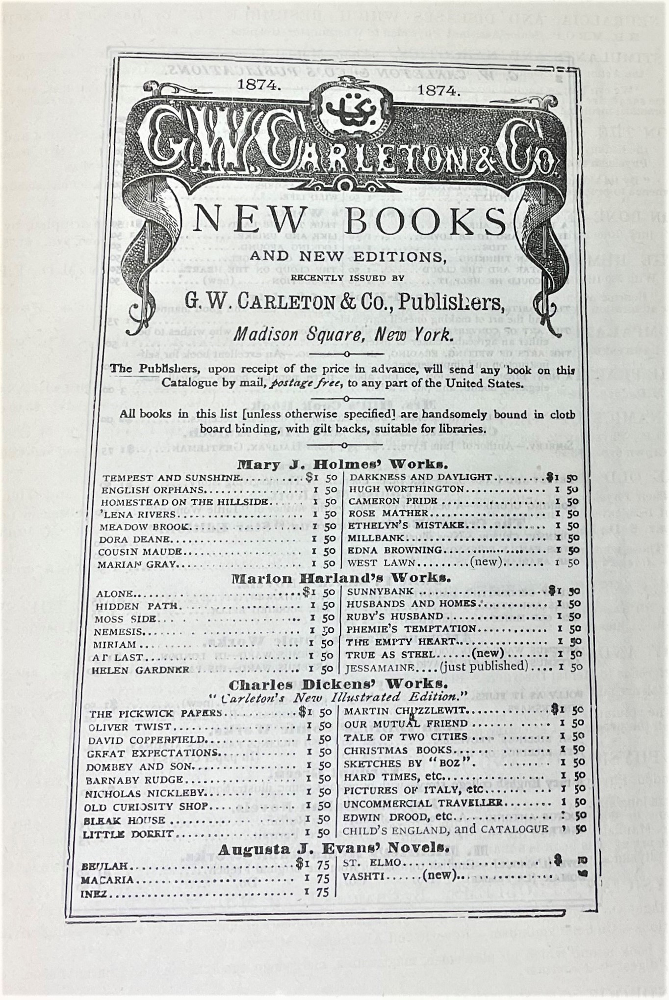 1874. 1874.
G.W. CARLETON & Co.
NEW BOOKS
AND NEW EDITIONS,
RECENTLY ISSUED BY
G. W. CARLETON & Co., Publishers,
Madison Square, New York.
The Publishers, upon receipt of the price in advance, will send any book on this
Catalogue by mail, postage free, to any part of the United States.
All books in this list [unless otherwise specified] are handsomely bound in cloth
board binding, with gilt backs, suitable for libraries.
Mary J. Holmes' Works.
TEMPEST AND SUNSHINE..........$1 50 DARKNESS AND DAYLIGHT........$1 50
ENGLISH ORPHANS.................. 1 50 HUGH WORTHINGTON.............. 1 50
HOMESTEAD ON THE HILLSIDE...... 1 50 CAMERON PRIDE .................. 1 50
'LENA RIVERS....................... 1 50 ROSE MATHER.................... 1 50
MEADOW BROOK.................... 1 50 ETHELYN'S MISTAKE.............. 1 50
DORA DEANE....................... 1 50 MILLBANK........................ 1 50
COUSIN MAUDE..................... 1 50 EDNA BROWNING.................. 1 50
MARIAN GRAY...................... 1 50 WEST LAWN.........(new)....... 1 50
Marion Harland's Works.
ALONE.............................$1 50 SUNNYBANK ......................$1 50
HIDDEN PATH...................... 1 50 HUSBANDS AND HOMES............ 1 50
MOSS SIDE......................... 1 50 RUBY'S HUSBAND................ 1 50
NEMESIS........................... 1 50 PHEMIE'S TEMPTATION............ 1 50
MIRIAM ........................... 1 50 THE EMPTY HEART................ 1 50
AT LAST........................... 1 50 TRUE AS STEEL......(new)....... 1 50
HELEN GARDNER................... 1 50 JESSAMAINE....(just published).... 1 50
Charles Dickens' Works.
"Carleton's New Illustrated Edition."
THE PICKWICK PAPERS............$1 50 MARTIN CHUZZLEWIT.............$1 50
OLIVER TWIST..................... 1 50 OUR MUTUAL FRIEND ............ 1 50
DAVID COPPERFIELD............... 1 50 TALE OF TWO CITIES............ 1 50
GREAT EXPECTATIONS............. 1 50 CHRISTMAS BOOKS............... 1 50
DOMBEY AND SON................. 1 50 SKETCHES BY "BOZ"............. 1 50
BARNABY RUDGE.................. 1 50 HARD TIMES, etc................ 1 50
NICHOLAS NICKLEBY.............. 1 50 PICTURES OF ITALY, etc......... 1 50
OLD CURIOSITY SHOP............. 1 50 UNCOMMERCIAL TRAVELLER........ 1 50
BLEAK HOUSE .................... 1 50 EDWIN DROOD, etc............... 50
LITTLE DORRIT................... 1 50 CHILD'S ENGLAND, and CATALOGUE 50
Augusta J. Evans' Novels.
BEULAH..........................$1 75 ST. ELMO.....................$
MACARIA......................... 1 75 VASHTI......(new)..............
INEZ............................. 1 75